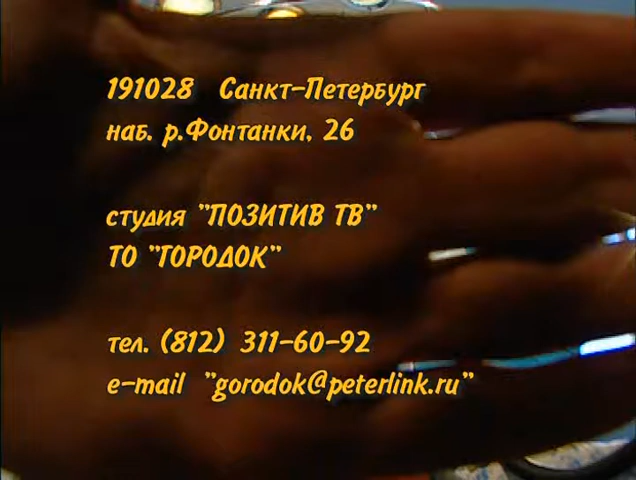 191028 Санкт-Петербург
наб. р.Фонтанки, 26
студия "ПОЗИТИВ ТВ"
ТО "ГОРОДОК"
тел. (812) 311-60-92
e-mail "gorodok@peterlink.ru"